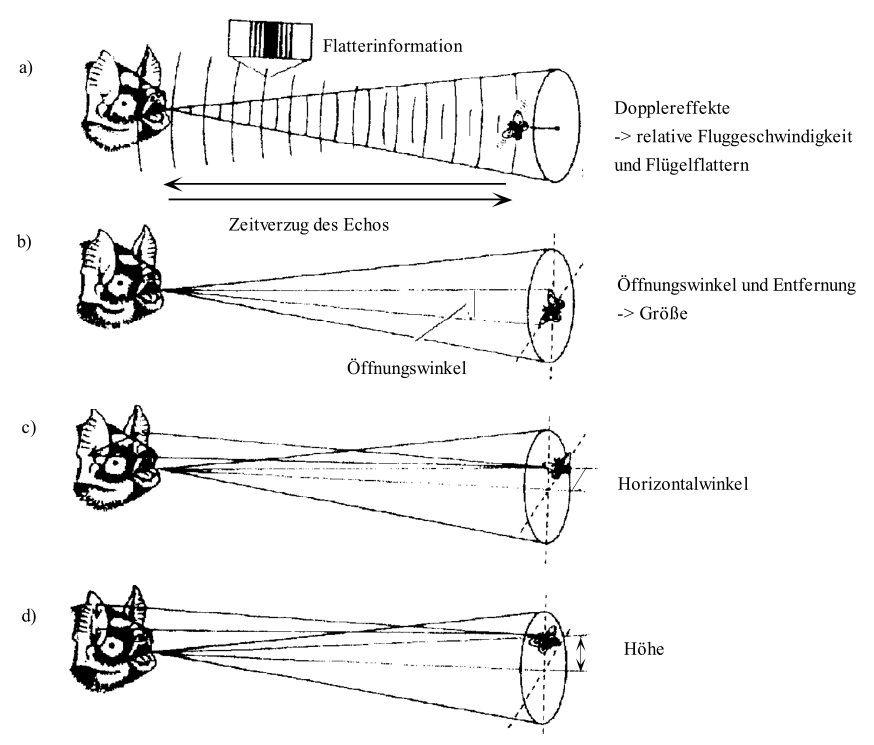 Flatterinformation
a)
Dopplereffekte
-> relative Fluggeschwindigkeit
und Flügelflattern
Zeitverzug des Echos
b)
Öffnungswinkel und Entfernung
-> Größe
Öffnungswinkel
c)
Horizontalwinkel
d)
Höhe